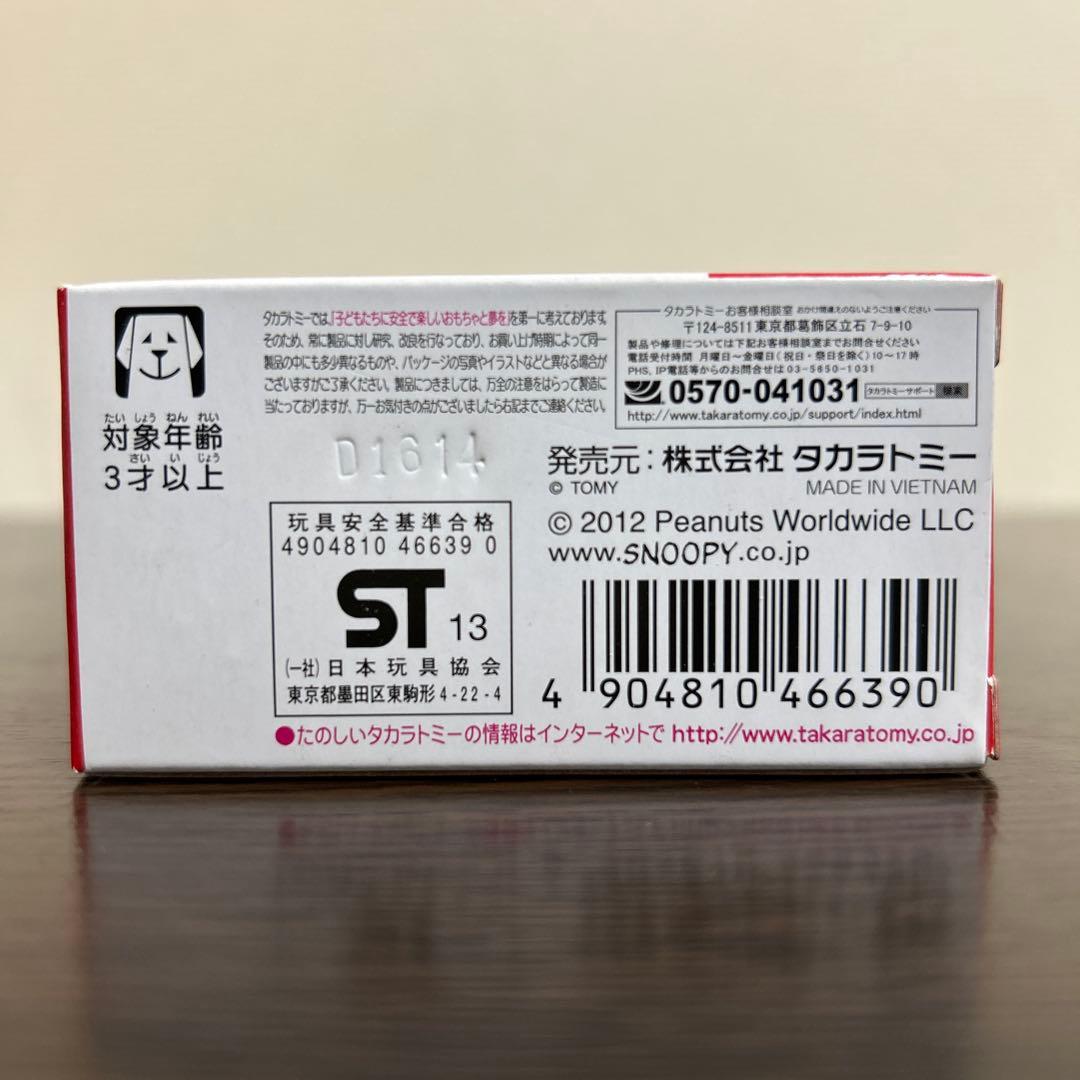 たい しょう ねん れい
対象年齢
さい い じょう
3才以上
タカラトミーでは、「子どもたちに安全で楽しいおもちゃと夢を」を第一に考えております。
そのため、常に製品に対し研究、改良を行なっており、お買い上げ時期によって同一
製品の中にも多少異なるものや、パッケージの写真やイラストなどと異なる場合が
ございますがご了承ください。製品につきましては、万全の注意をはらって製造に
当たっておりますが、万一お気付きの点がございましたら右記までご連絡ください。
D1614
玩具安全基準合格
4904810 46639 0
ST 13
(一社)日本玩具協会
東京都墨田区東駒形4-22-4
タカラトミーお客様相談室 おかけ間違えのないようご注意ください
〒124-8511 東京都葛飾区立石 7-9-10
製品や修理については下記お客様相談室までお問合せください
電話受付時間 月曜日〜金曜日(祝日・祭日を除く)10〜17時
PHS, IP電話等からのお問合せは 03-5650-1031
0570-041031 タカラトミーサポート 検索
http://www.takaratomy.co.jp/support/index.html
発売元:株式会社 タカラトミー
© TOMY MADE IN VIETNAM
© 2012 Peanuts Worldwide LLC
www.SNOOPY.co.jp
4 904810 466390
●たのしいタカラトミーの情報はインターネットで http://www.takaratomy.co.jp